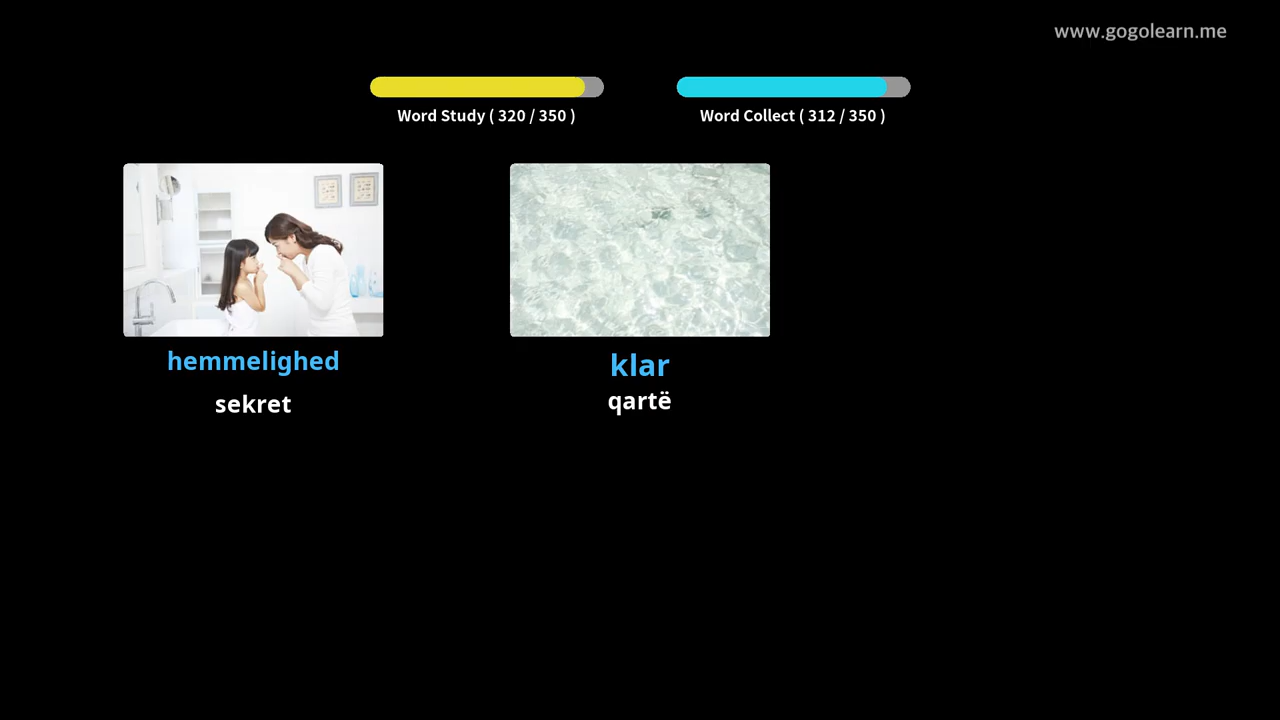 www.gogolearn.me
Word Study ( 320 / 350 )
Word Collect ( 312 / 350 )
hemmelighed
sekret
klar
qartë